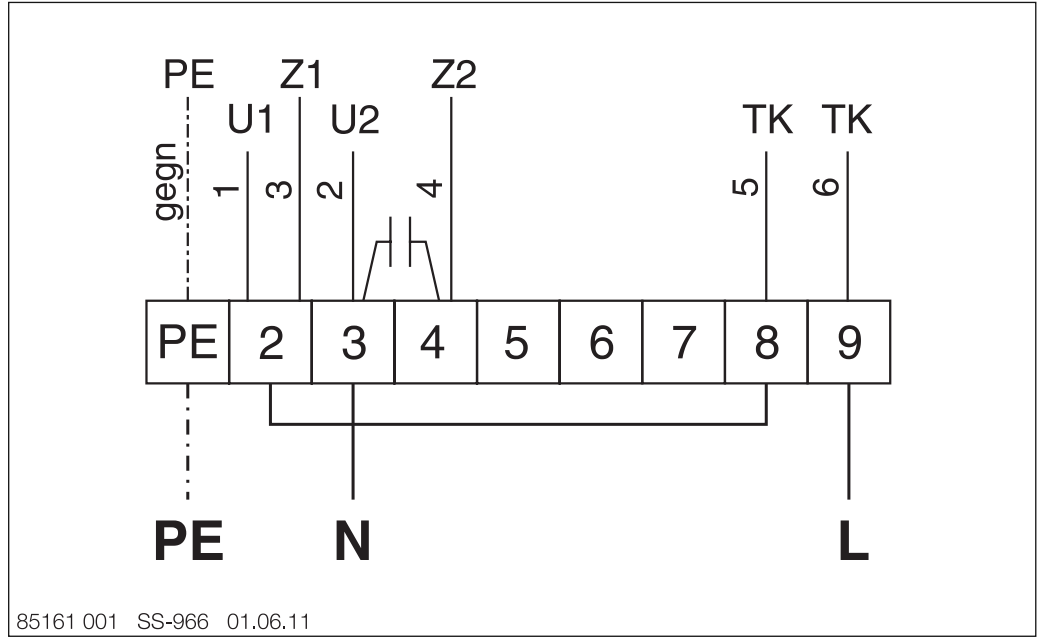 PE Z1 Z2
U1 U2 TK TK
gegn 1 3 2 4 5 6
PE 2 3 4 5 6 7 8 9
PE N L
85161 001 SS-966 01.06.11